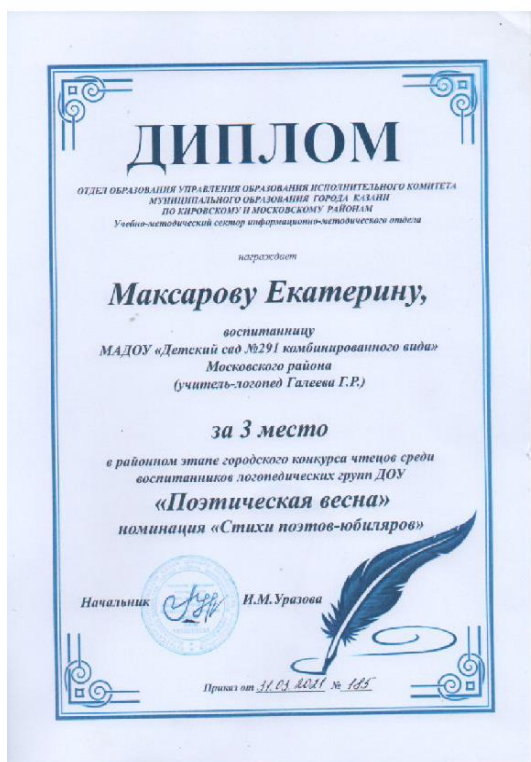 ДИПЛОМ
ОТДЕЛ ОБРАЗОВАНИЯ УПРАВЛЕНИЯ ОБРАЗОВАНИЯ ИСПОЛНИТЕЛЬНОГО КОМИТЕТА
МУНИЦИПАЛЬНОГО ОБРАЗОВАНИЯ ГОРОДА КАЗАНИ
ПО КИРОВСКОМУ И МОСКОВСКОМУ РАЙОНАМ
Учебно-методический сектор информационно-методического отдела
награждает
Максарову Екатерину,
воспитанницу
МАДОУ «Детский сад №291 комбинированного вида»
Московского района
(учитель-логопед Галеева Г.Р.)
за 3 место
в районном этапе городского конкурса чтецов среди
воспитанников логопедических групп ДОУ
«Поэтическая весна»
номинация «Стихи поэтов-юбиляров»
Начальник И.М.Уразова
Приказ от 31.03.2021 № 185